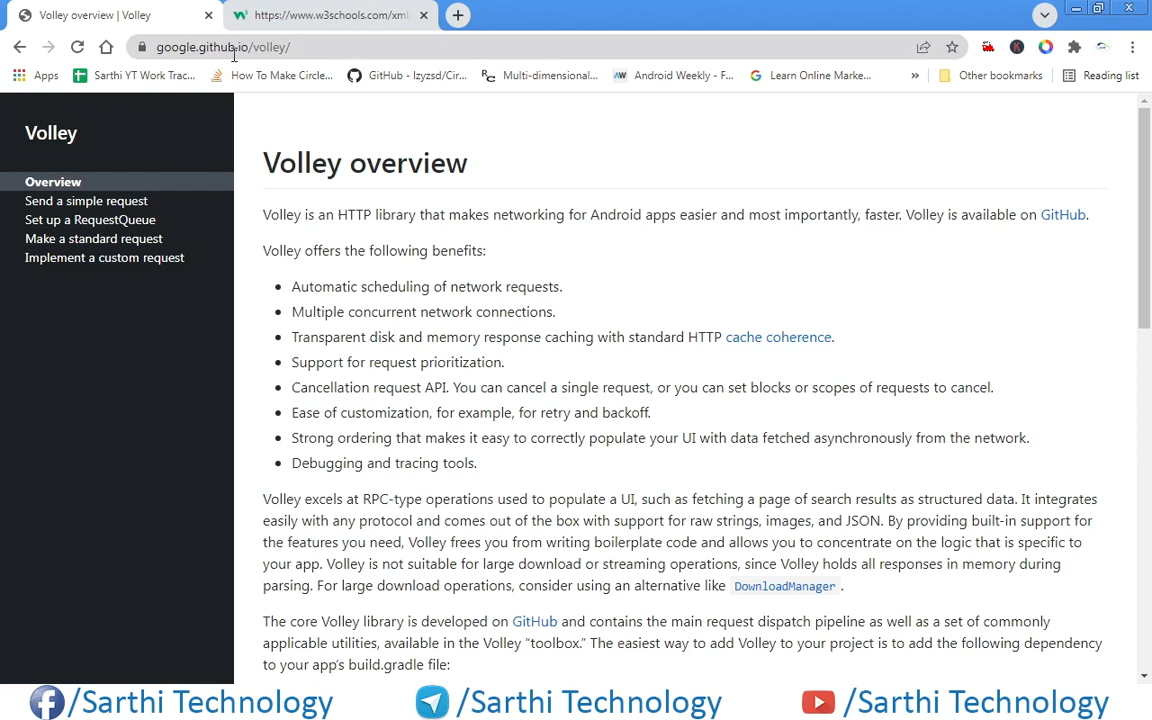 Volley overview | Volley
https://www.w3schools.com/xml
google.github.io/volley/
Apps
Sarthi YT Work Trac...
How To Make Circle...
GitHub - Izyzsd/Cir...
Multi-dimensional...
Android Weekly - F...
Learn Online Marke...
»
Other bookmarks
Reading list
Volley
Overview
Send a simple request
Set up a RequestQueue
Make a standard request
Implement a custom request
Volley overview
Volley is an HTTP library that makes networking for Android apps easier and most importantly, faster. Volley is available on GitHub.
Volley offers the following benefits:
• Automatic scheduling of network requests.
• Multiple concurrent network connections.
• Transparent disk and memory response caching with standard HTTP cache coherence.
• Support for request prioritization.
• Cancellation request API. You can cancel a single request, or you can set blocks or scopes of requests to cancel.
• Ease of customization, for example, for retry and backoff.
• Strong ordering that makes it easy to correctly populate your UI with data fetched asynchronously from the network.
• Debugging and tracing tools.
Volley excels at RPC-type operations used to populate a UI, such as fetching a page of search results as structured data. It integrates
easily with any protocol and comes out of the box with support for raw strings, images, and JSON. By providing built-in support for
the features you need, Volley frees you from writing boilerplate code and allows you to concentrate on the logic that is specific to
your app. Volley is not suitable for large download or streaming operations, since Volley holds all responses in memory during
parsing. For large download operations, consider using an alternative like DownloadManager .
The core Volley library is developed on GitHub and contains the main request dispatch pipeline as well as a set of commonly
applicable utilities, available in the Volley “toolbox.” The easiest way to add Volley to your project is to add the following dependency
to your app's build.gradle file:
/Sarthi Technology
/Sarthi Technology
/Sarthi Technology